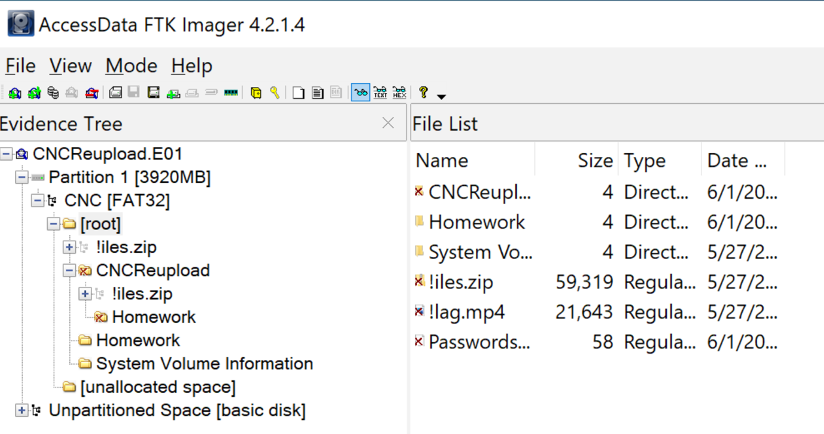 AccessData FTK Imager 4.2.1.4
File View Mode Help
Evidence Tree
CNCReupload.E01
Partition 1 [3920MB]
CNC [FAT32]
[root]
!iles.zip
CNCReupload
!iles.zip
Homework
Homework
System Volume Information
[unallocated space]
Unpartitioned Space [basic disk]
File List
Name Size Type Date ...
CNCReupl... 4 Direct... 6/1/20...
Homework 4 Direct... 6/1/20...
System Vo... 4 Direct... 5/27/2...
!iles.zip 59,319 Regula... 5/27/2...
!lag.mp4 21,643 Regula... 5/27/2...
Passwords... 58 Regula... 6/1/20...